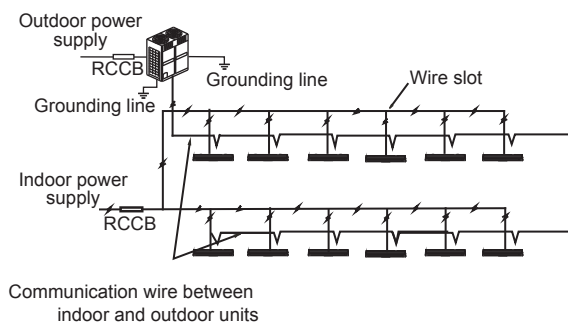 Outdoor power
supply
RCCB
Grounding line
Grounding line
Wire slot
Indoor power
supply
RCCB
Communication wire between
indoor and outdoor units